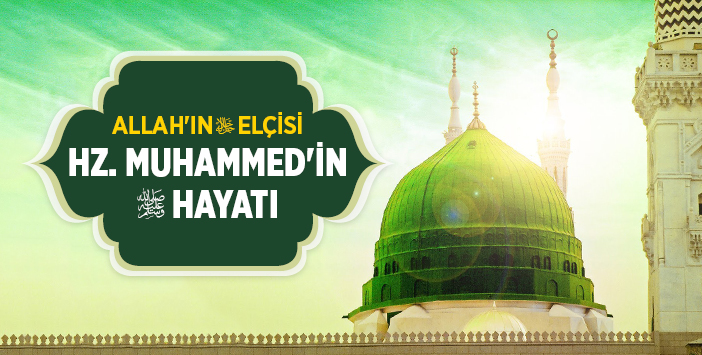 ALLAH'IN ﷻ ELÇİSİ
HZ. MUHAMMED'İN
ﷺ HAYATI